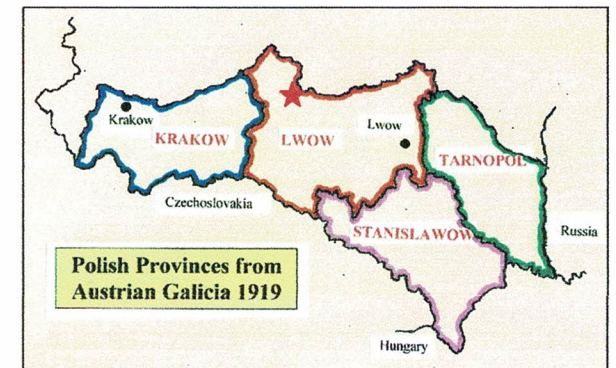 Krakow
KRAKOW
LWOW
Lwow
TARNOPOL
Czechoslovakia
STANISLAWOW
Russia
Polish Provinces from
Austrian Galicia 1919
Hungary